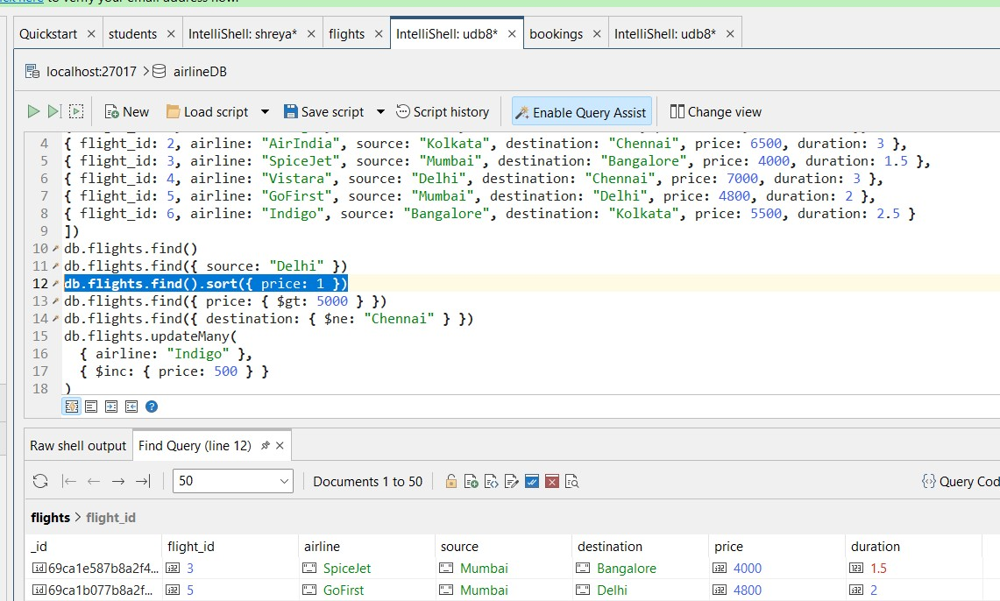 to verify your email address now.
Quickstart × students × IntelliShell: shreya* × flights × IntelliShell: udb8* × bookings × IntelliShell: udb8* ×
localhost:27017 > airlineDB
New Load script Save script Script history Enable Query Assist Change view
4 { flight_id: 2, airline: "AirIndia", source: "Kolkata", destination: "Chennai", price: 6500, duration: 3 },
5 { flight_id: 3, airline: "SpiceJet", source: "Mumbai", destination: "Bangalore", price: 4000, duration: 1.5 },
6 { flight_id: 4, airline: "Vistara", source: "Delhi", destination: "Chennai", price: 7000, duration: 3 },
7 { flight_id: 5, airline: "GoFirst", source: "Mumbai", destination: "Delhi", price: 4800, duration: 2 },
8 { flight_id: 6, airline: "Indigo", source: "Bangalore", destination: "Kolkata", price: 5500, duration: 2.5 }
9 ])
10 db.flights.find()
11 db.flights.find({ source: "Delhi" })
12 db.flights.find().sort({ price: 1 })
13 db.flights.find({ price: { $gt: 5000 } })
14 db.flights.find({ destination: { $ne: "Chennai" } })
15 db.flights.updateMany(
16 { airline: "Indigo" },
17 { $inc: { price: 500 } }
18 )
Raw shell output Find Query (line 12) ×
50 Documents 1 to 50 Query Cod
flights > flight_id
_id flight_id airline source destination price duration
69ca1e587b8a2f4... 3 SpiceJet Mumbai Bangalore 4000 1.5
69ca1b077b8a2f... 5 GoFirst Mumbai Delhi 4800 2